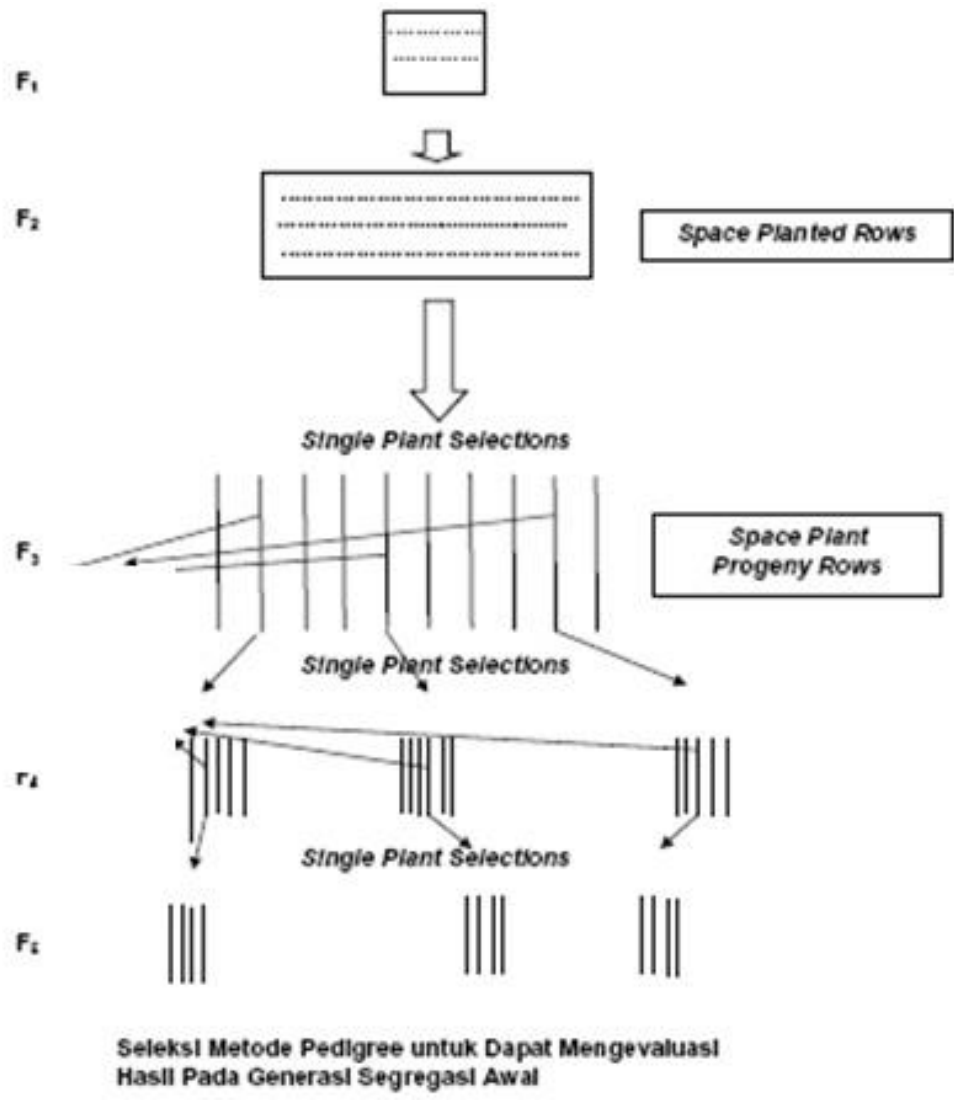 F₁
F₂
Space Planted Rows
Single Plant Selections
F₃
Space Plant
Progeny Rows
Single Plant Selections
F₄
Single Plant Selections
Seleksi Metode Pedigree untuk Dapat Mengevaluasi
Hasil Pada Generasi Segregasi Awal